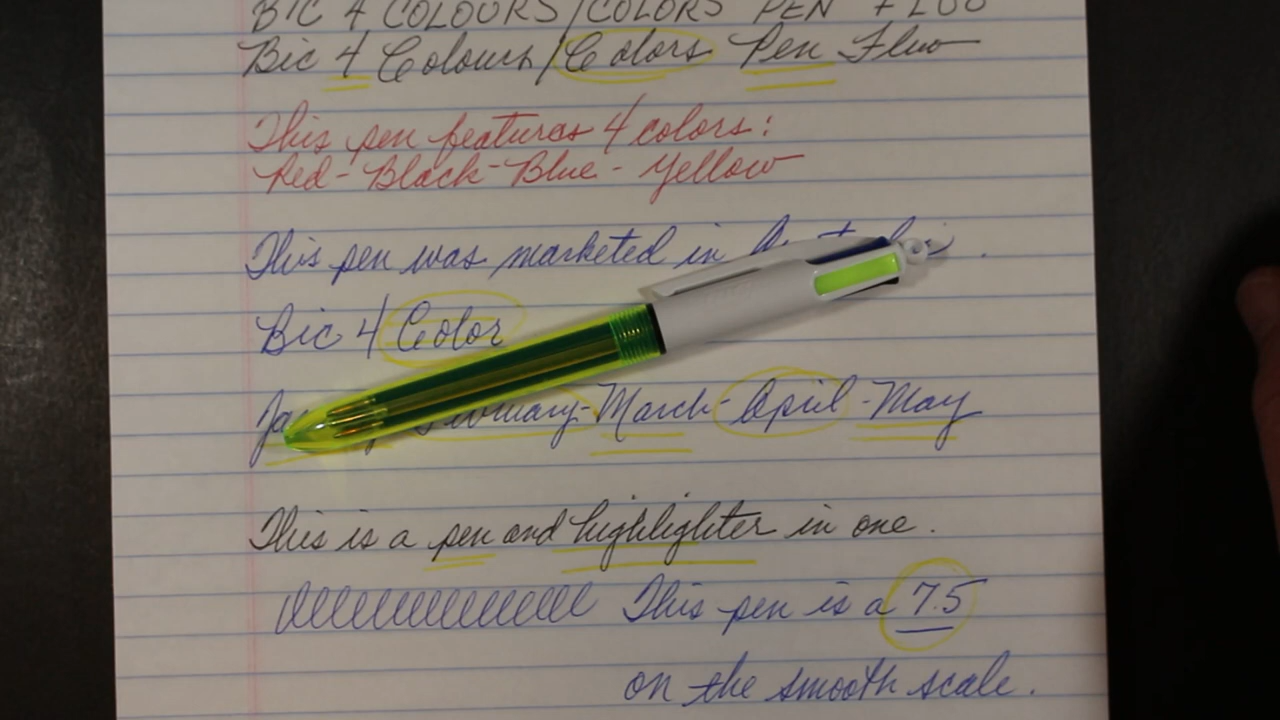 BIC 4 COLOURS/COLORS PEN FLUO
Bic 4 Colours/Colors Pen Fluo
This pen features 4 colors:
Red-Black-Blue-Yellow
This pen was marketed in
Bic 4 Color
February-March-April-May
This is a pen and highlighter in one.
This pen is a 7.5
on the smooth scale.